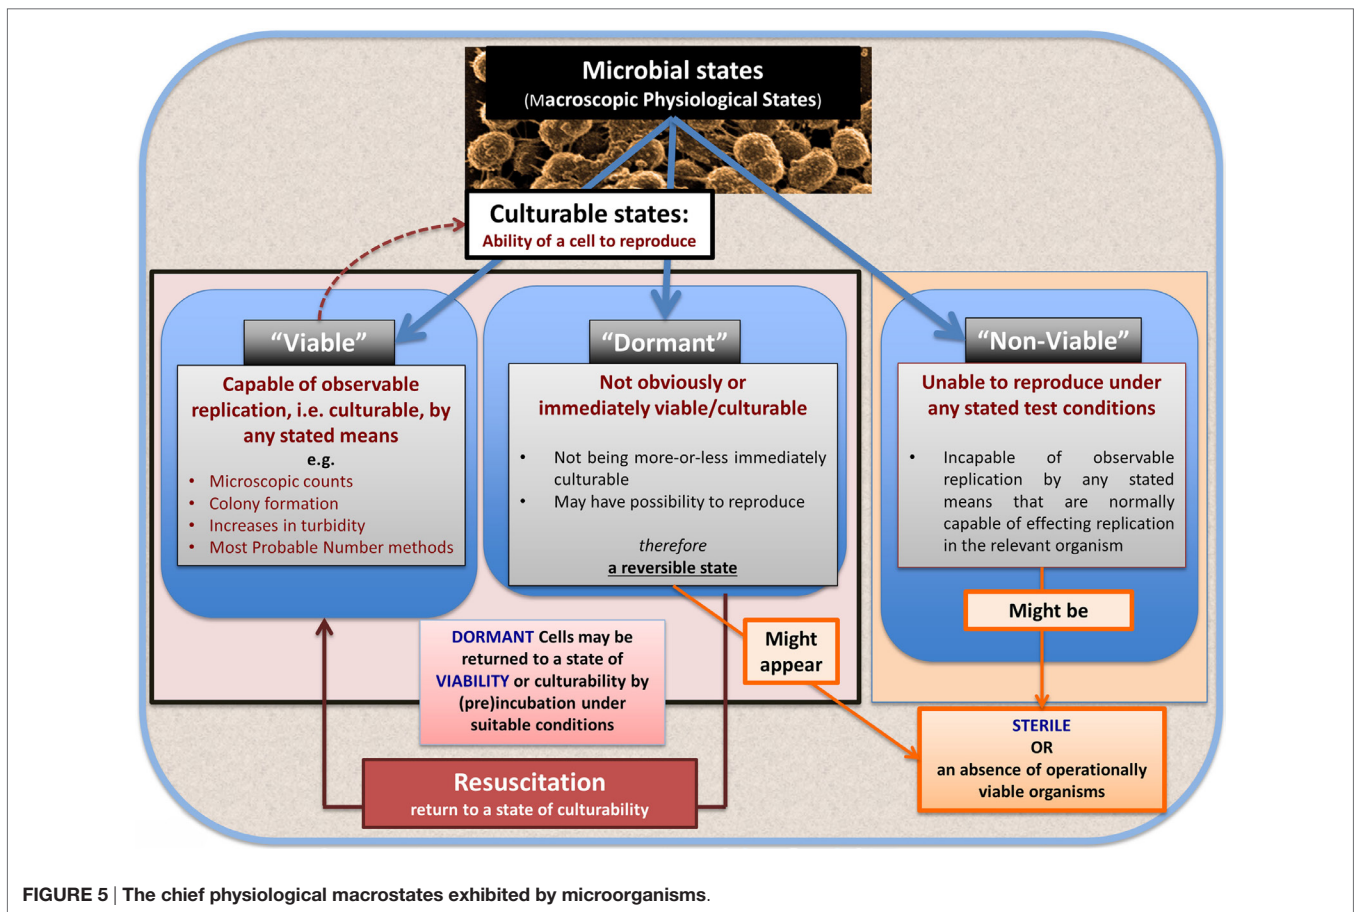 Microbial states
(Macroscopic Physiological States)
Culturable states:
Ability of a cell to reproduce
“Viable”
Capable of observable
replication, i.e. culturable, by
any stated means
e.g.
• Microscopic counts
• Colony formation
• Increases in turbidity
• Most Probable Number methods
“Dormant”
Not obviously or
immediately viable/culturable
• Not being more-or-less immediately
culturable
• May have possibility to reproduce
therefore
a reversible state
“Non-Viable”
Unable to reproduce under
any stated test conditions
• Incapable of observable
replication by any stated
means that are normally
capable of effecting replication
in the relevant organism
Might be
DORMANT Cells may be
returned to a state of
VIABILITY or culturability by
(pre)incubation under
suitable conditions
Might
appear
STERILE
OR
an absence of operationally
viable organisms
Resuscitation
return to a state of culturability
FIGURE 5 | The chief physiological macrostates exhibited by microorganisms.